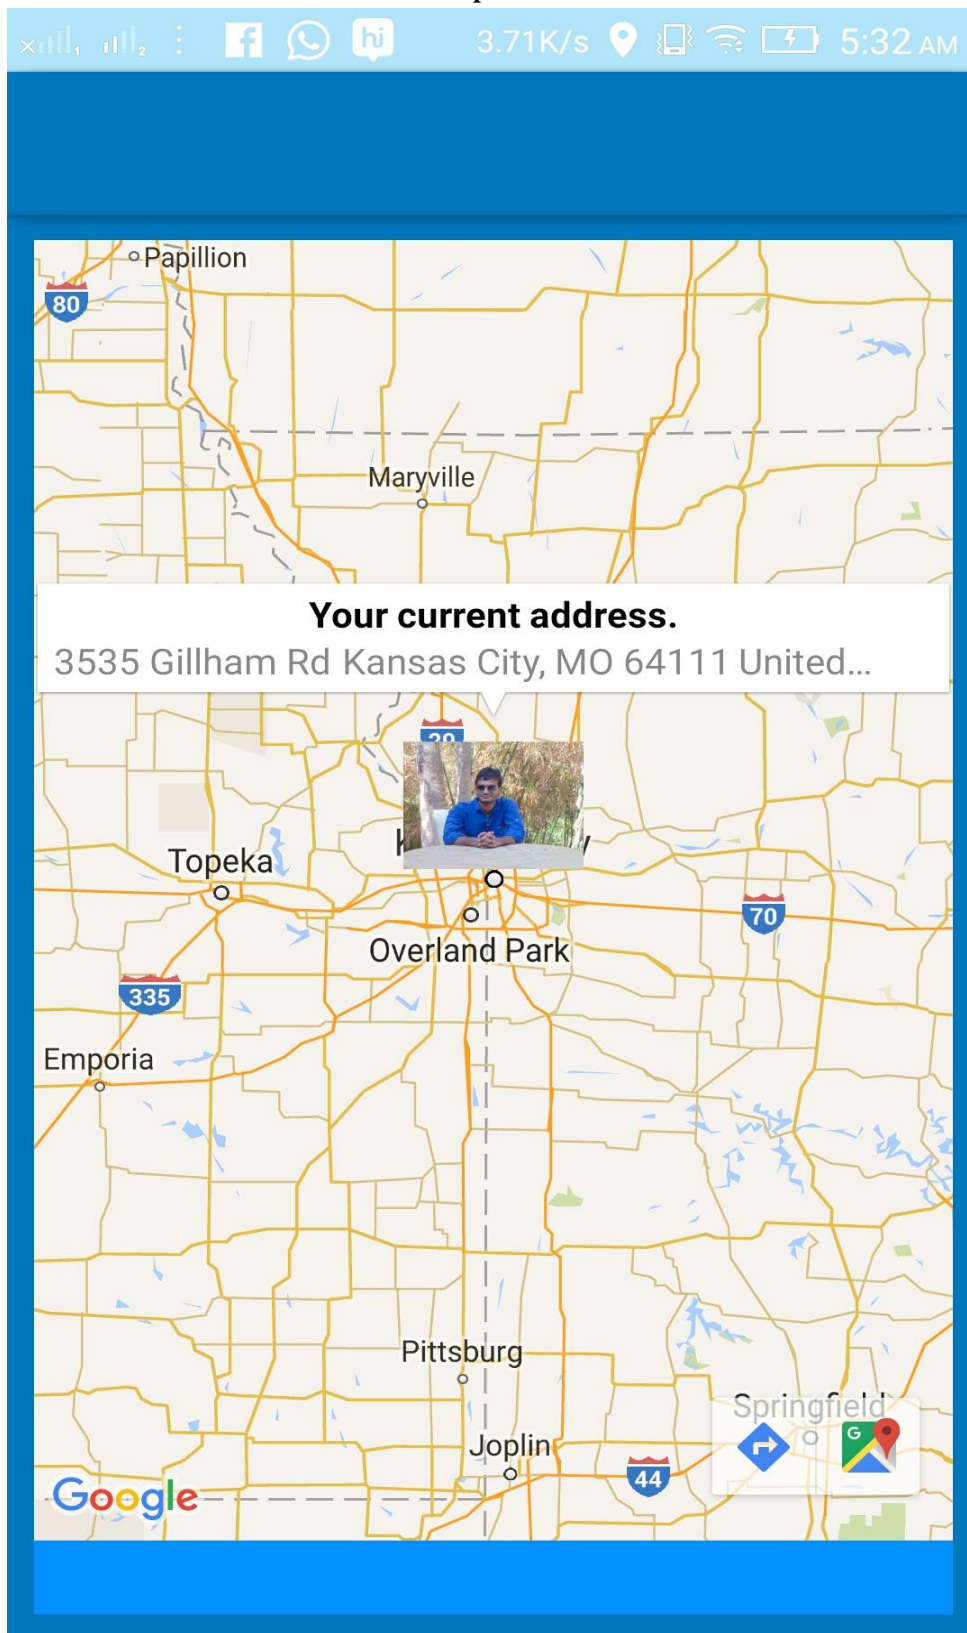 3.71K/s 5:32 AM
Papillion
80
Maryville
Your current address.
3535 Gillham Rd Kansas City, MO 64111 United...
29
Topeka
70
Overland Park
335
Emporia
Pittsburg
Springfield
Joplin
44
Google